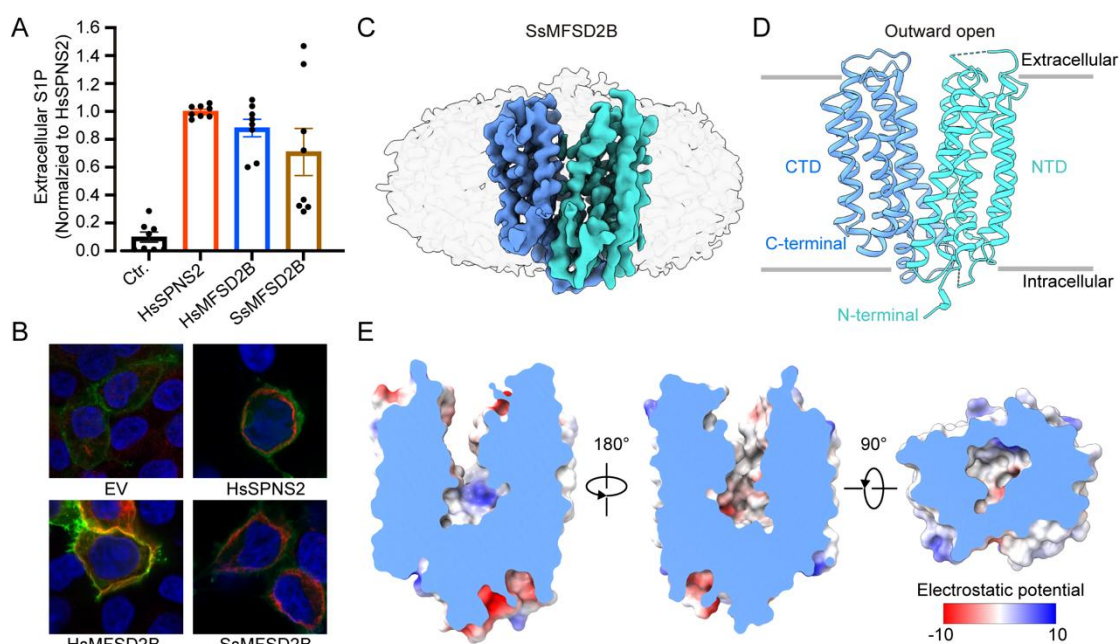 A
Extracellular S1P
(Normalzied to HsSPNS2)
1.6
1.4
1.2
1.0
0.8
0.6
0.4
0.2
0.0
Ctr.
HsSPNS2
HsMFSD2B
SsMFSD2B
B
EV
HsSPNS2
HsMFSD2B
SsMFSD2B
C
SsMFSD2B
D
Outward open
Extracellular
CTD
NTD
C-terminal
Intracellular
N-terminal
E
180°
90°
Electrostatic potential
-10
10